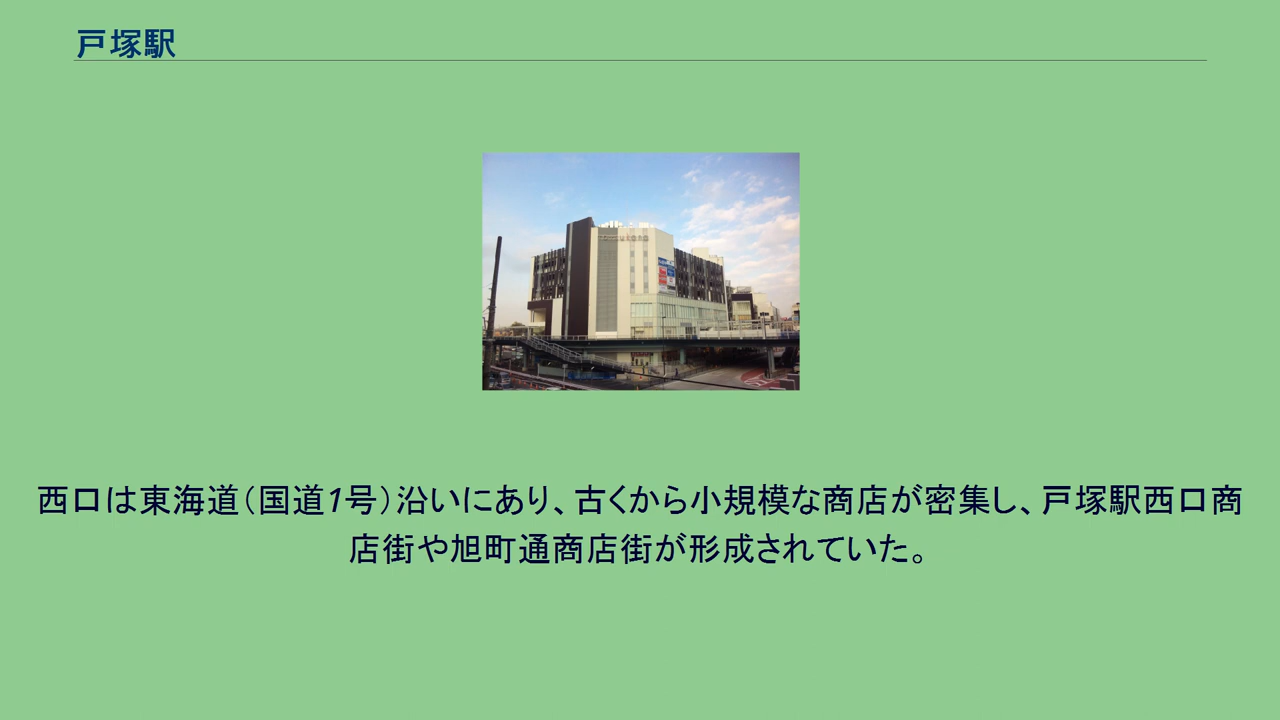 戸塚駅
西口は東海道（国道1号）沿いにあり、古くから小規模な商店が密集し、戸塚駅西口商
店街や旭町通商店街が形成されていた。